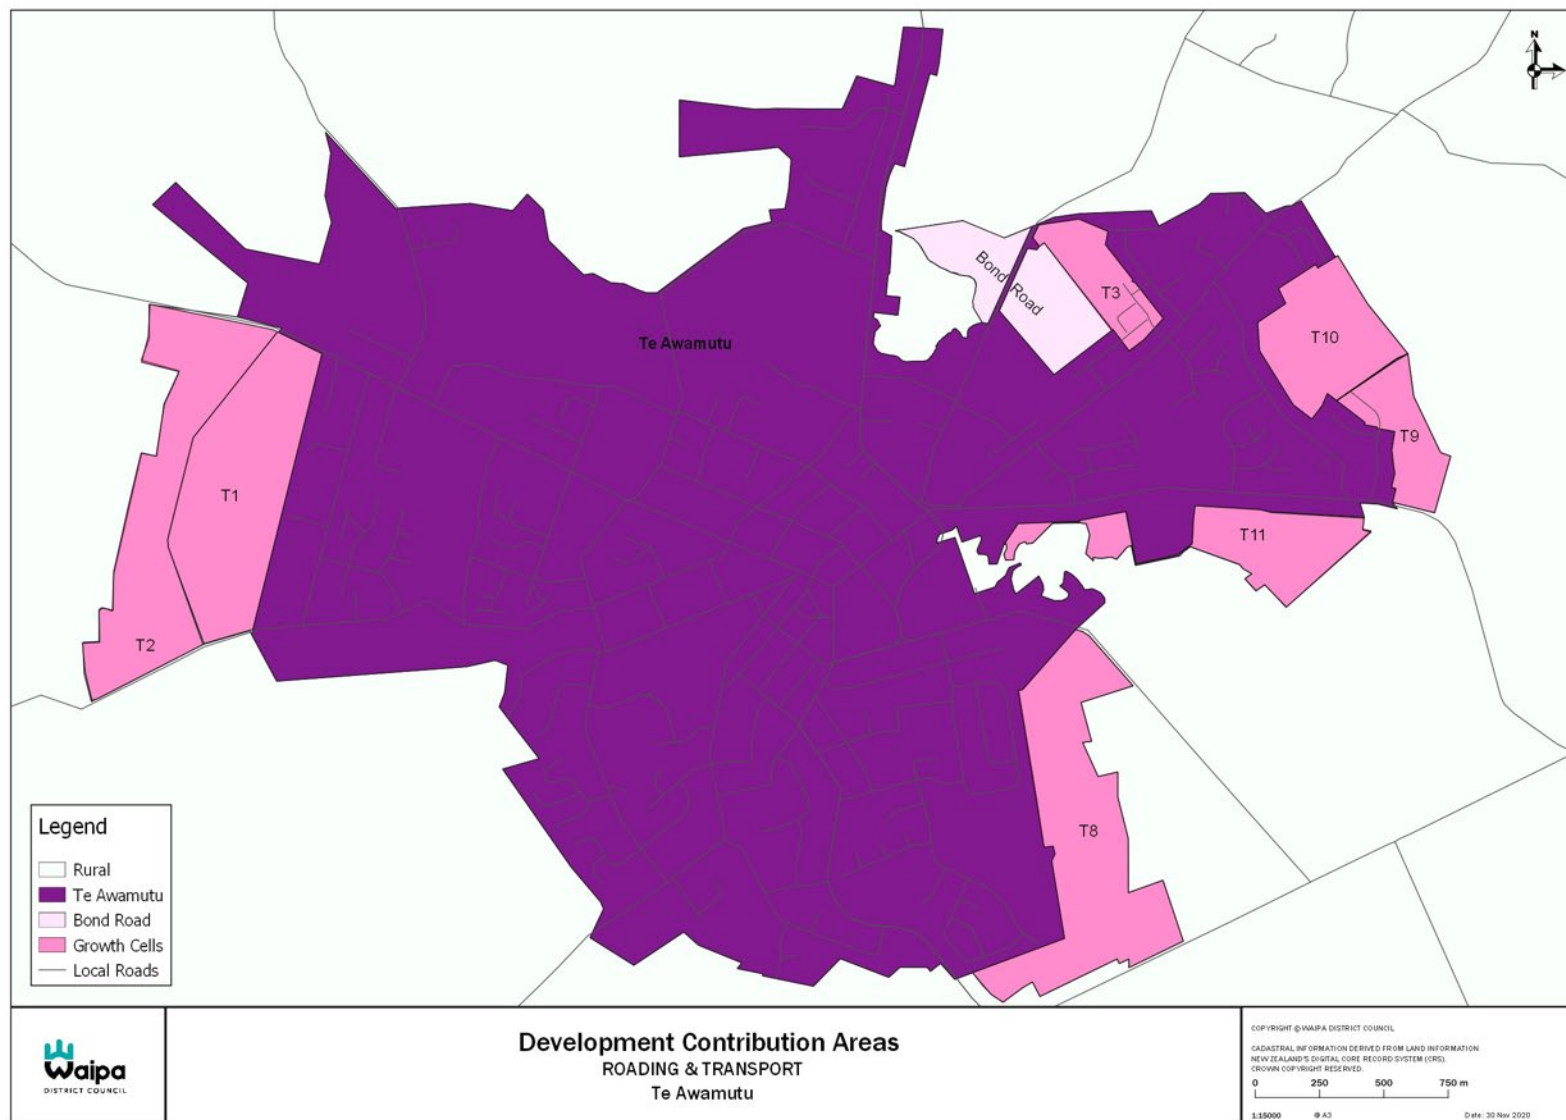 N
Bond Road
T3
Te Awamutu
T10
T9
T1
T11
T2
T8
Legend
Rural
Te Awamutu
Bond Road
Growth Cells
Local Roads
Waipa
DISTRICT COUNCIL
Development Contribution Areas
ROADING & TRANSPORT
Te Awamutu
COPYRIGHT @ WAIPA DISTRICT COUNCIL
CADASTRAL INFORMATION DERIVED FROM LAND INFORMATION
NEW ZEALAND'S DIGITAL CORE RECORD SYSTEM (CRS).
CROWN COPYRIGHT RESERVED.
0 250 500 750 m
1:15000 @ A3 Date: 30 Nov 2020